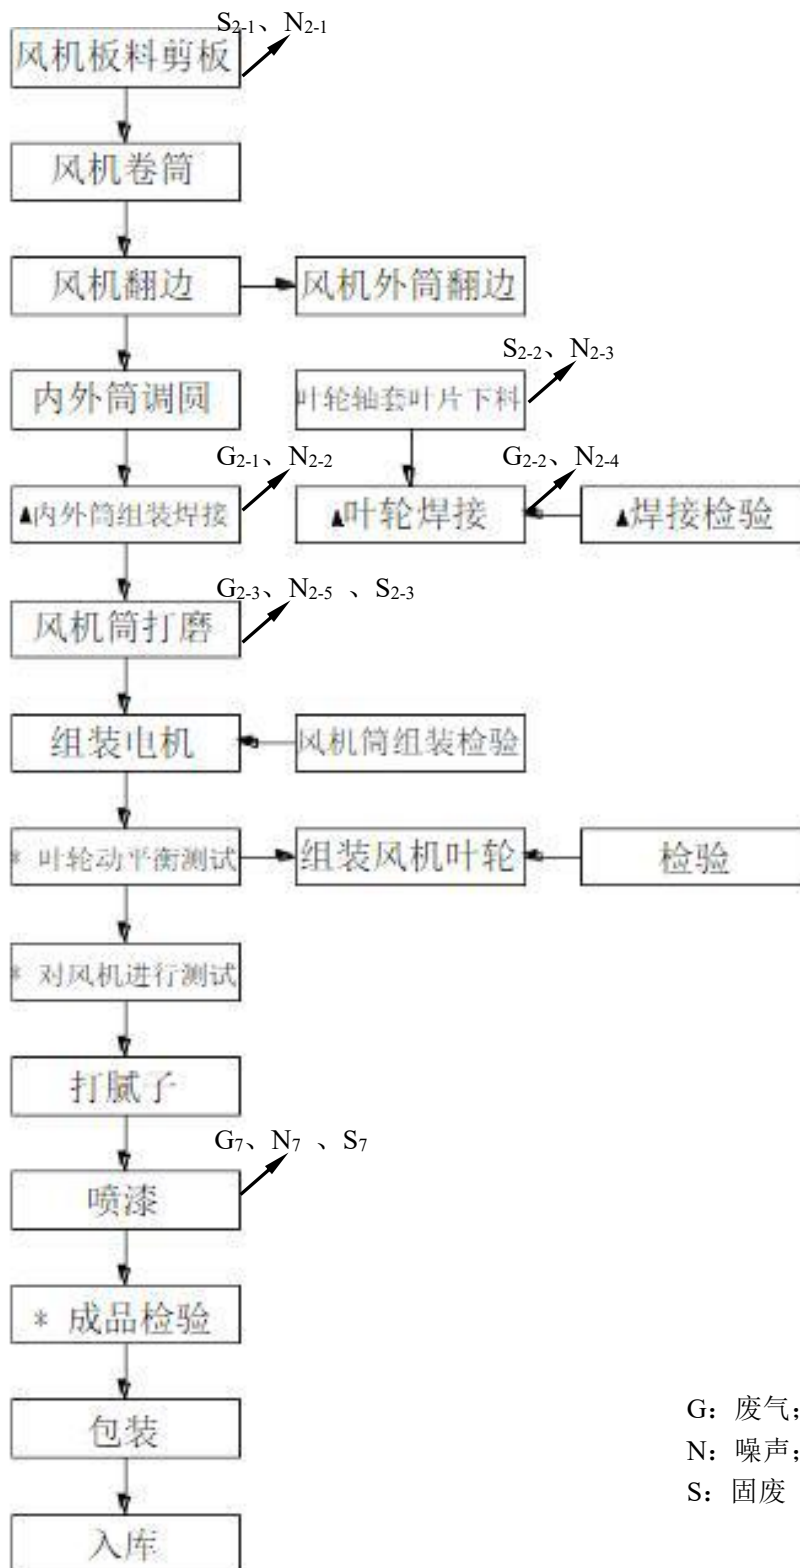 S2-1、N2-1
风机板料剪板
风机卷筒
风机翻边
风机外筒翻边
S2-2、N2-3
内外筒调圆
叶轮轴套叶片下料
G2-1、N2-2
G2-2、N2-4
▲内外筒组装焊接
▲叶轮焊接
▲焊接检验
G2-3、N2-5 、S2-3
风机筒打磨
组装电机
风机筒组装检验
* 叶轮动平衡测试
组装风机叶轮
检验
* 对风机进行测试
打腻子
G7、N7 、S7
喷漆
* 成品检验
包装
入库
G：废气；
N：噪声；
S：固废